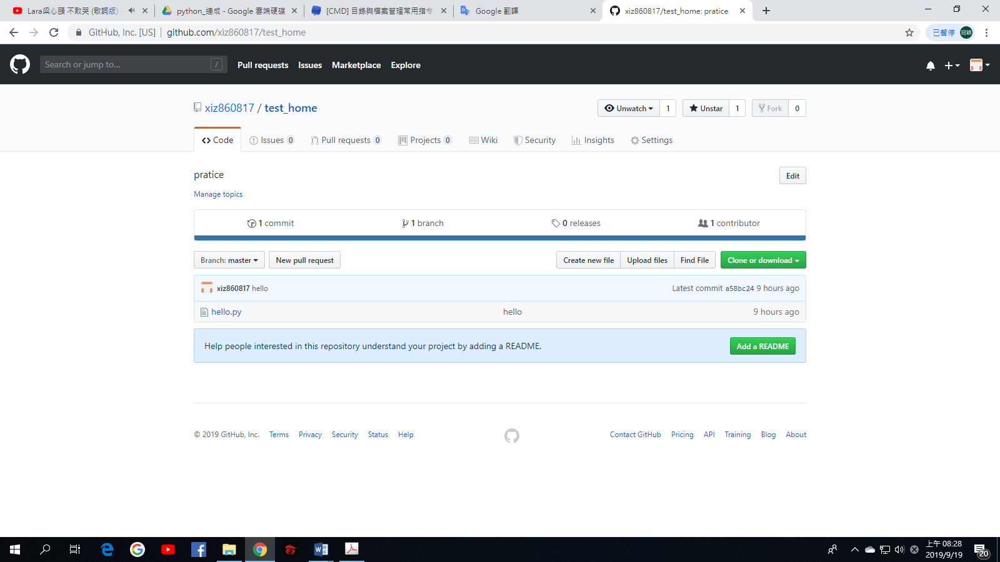 Lara梁心頤 不敢哭 (歌詞版)
python_連成 - Google 雲端硬碟
[CMD] 目錄與檔案管理常用指令
Google 翻譯
xiz860817/test_home: pratice
GitHub, Inc. [US] | github.com/xiz860817/test_home
已暫停
冠穎
Search or jump to... /
Pull requests Issues Marketplace Explore
xiz860817 / test_home
Unwatch 1 Unstar 1 Fork 0
Code Issues 0 Pull requests 0 Projects 0 Wiki Security Insights Settings
pratice
Edit
Manage topics
1 commit 1 branch 0 releases 1 contributor
Branch: master New pull request Create new file Upload files Find File Clone or download
xiz860817 hello Latest commit a58bc24 9 hours ago
hello.py hello 9 hours ago
Help people interested in this repository understand your project by adding a README. Add a README
© 2019 GitHub, Inc. Terms Privacy Security Status Help Contact GitHub Pricing API Training Blog About
上午 08:28
2019/9/19
20